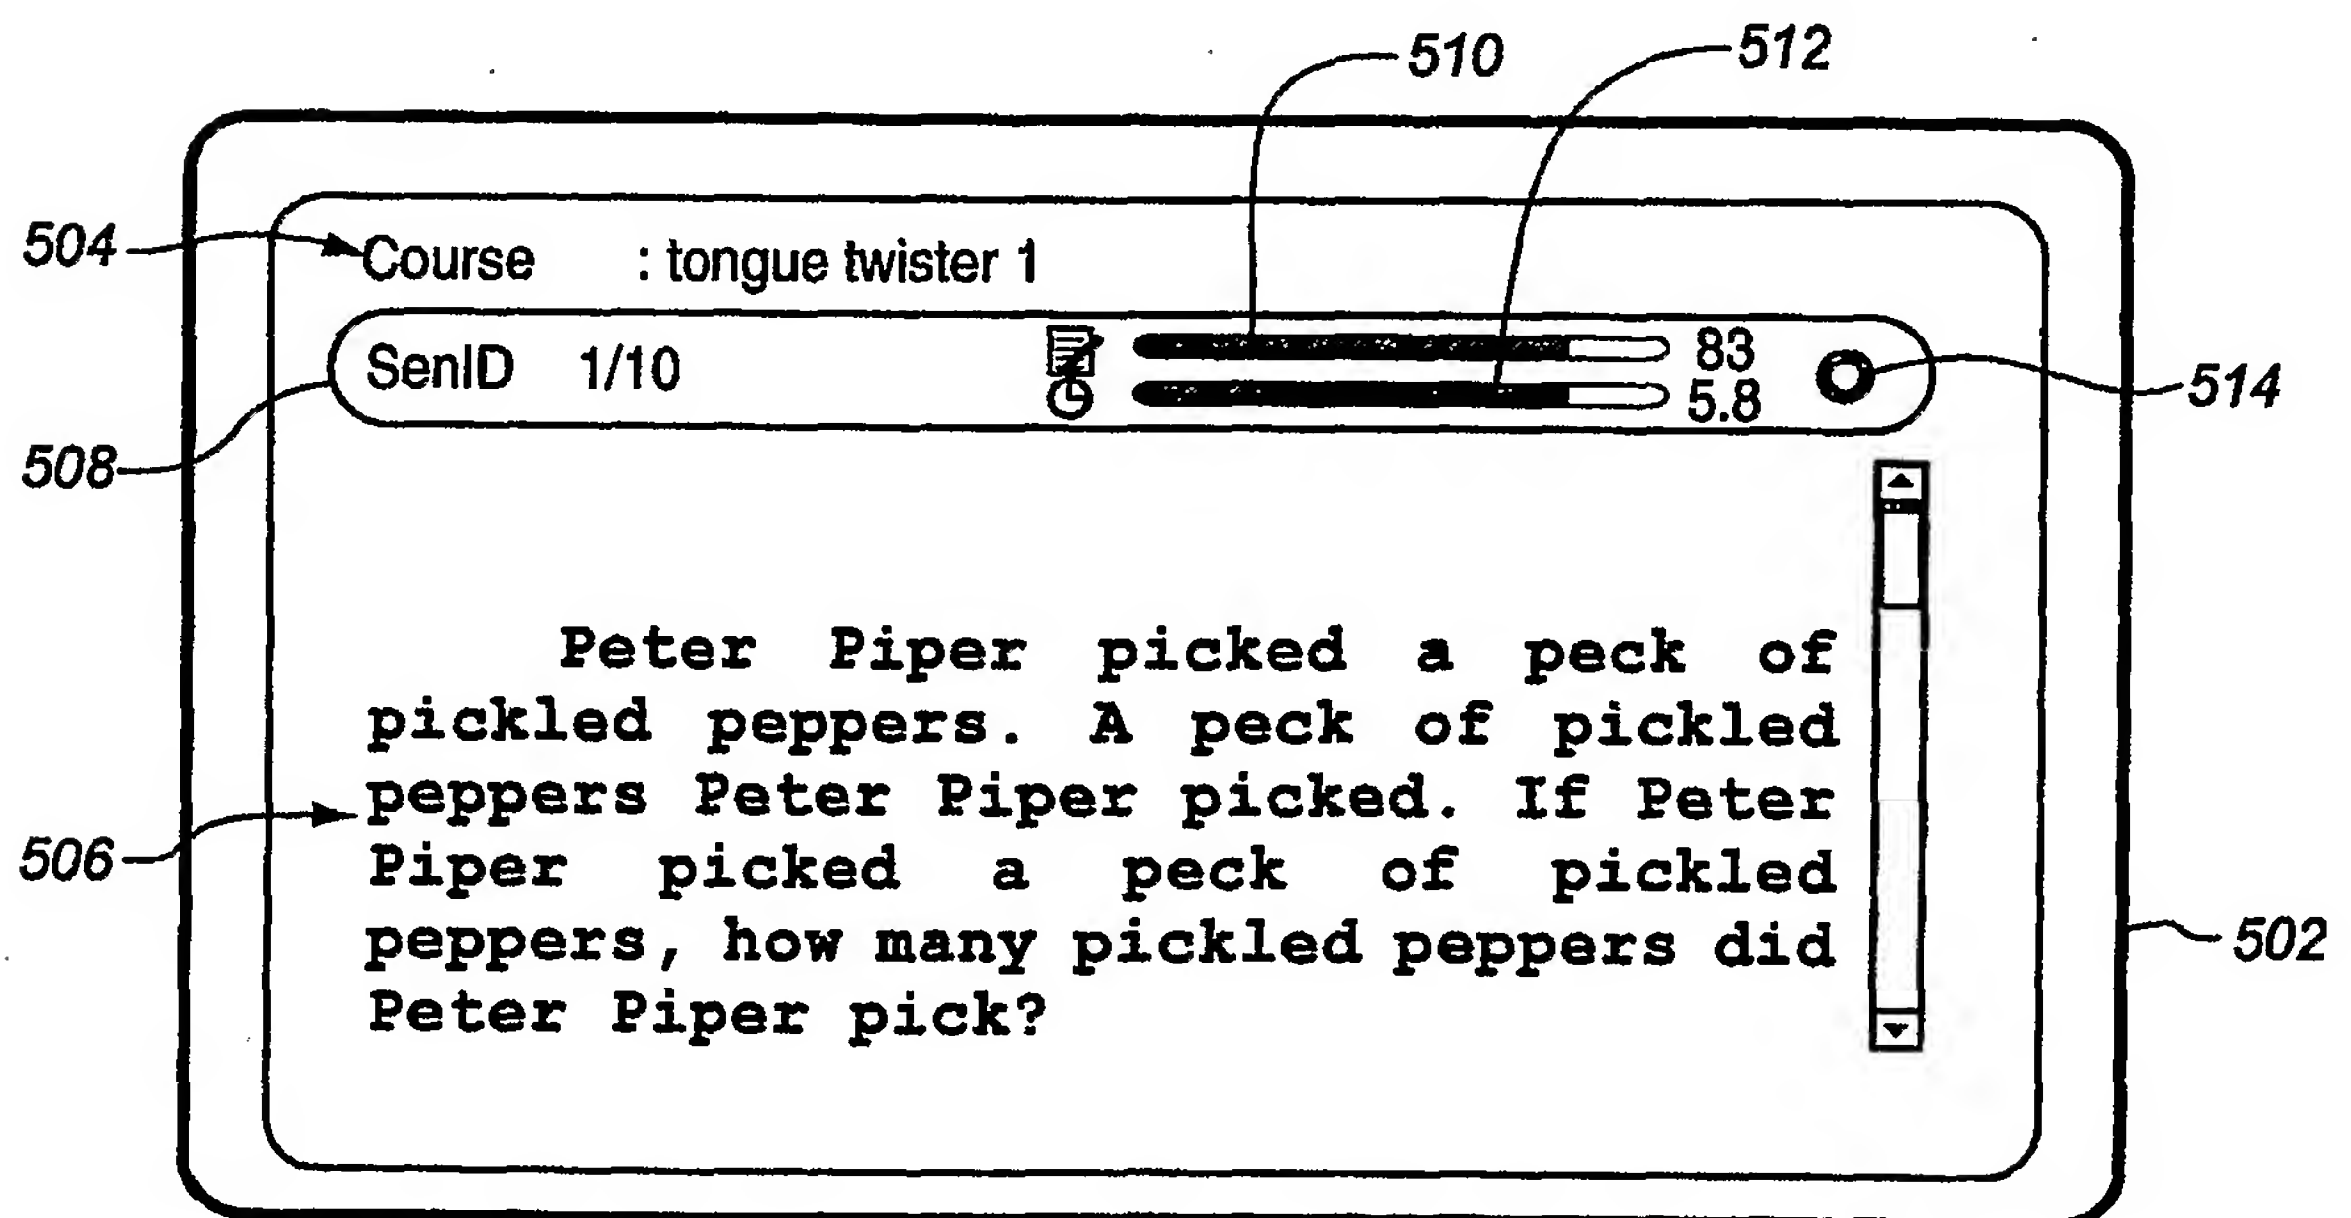 510
512
504
Course : tongue twister 1
SenID 1/10
83
5.8
514
508
Peter Piper picked a peck of
pickled peppers. A peck of pickled
peppers Peter Piper picked. If Peter
506
Piper picked a peck of pickled
peppers, how many pickled peppers did
502
Peter Piper pick?